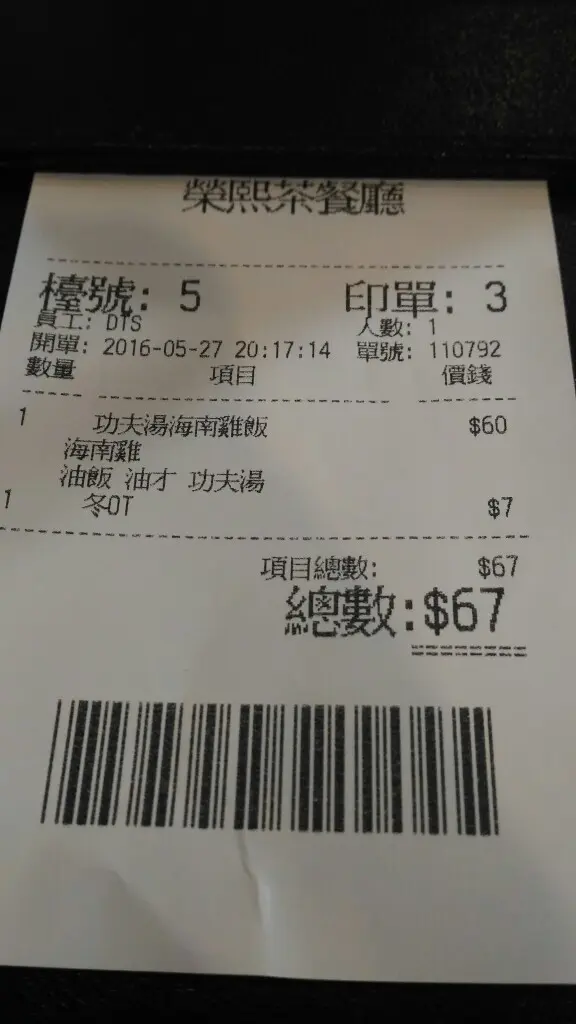 榮熙茶餐廳
檯號: 5 印單: 3
員工: DTS 人數: 1
開單: 2016-05-27 20:17:14 單號: 110792
數量 項目 價錢
1 功夫湯海南雞飯 $60
海南雞
油飯 油才 功夫湯
1 冬OT $7
項目總數: $67
總數:$67